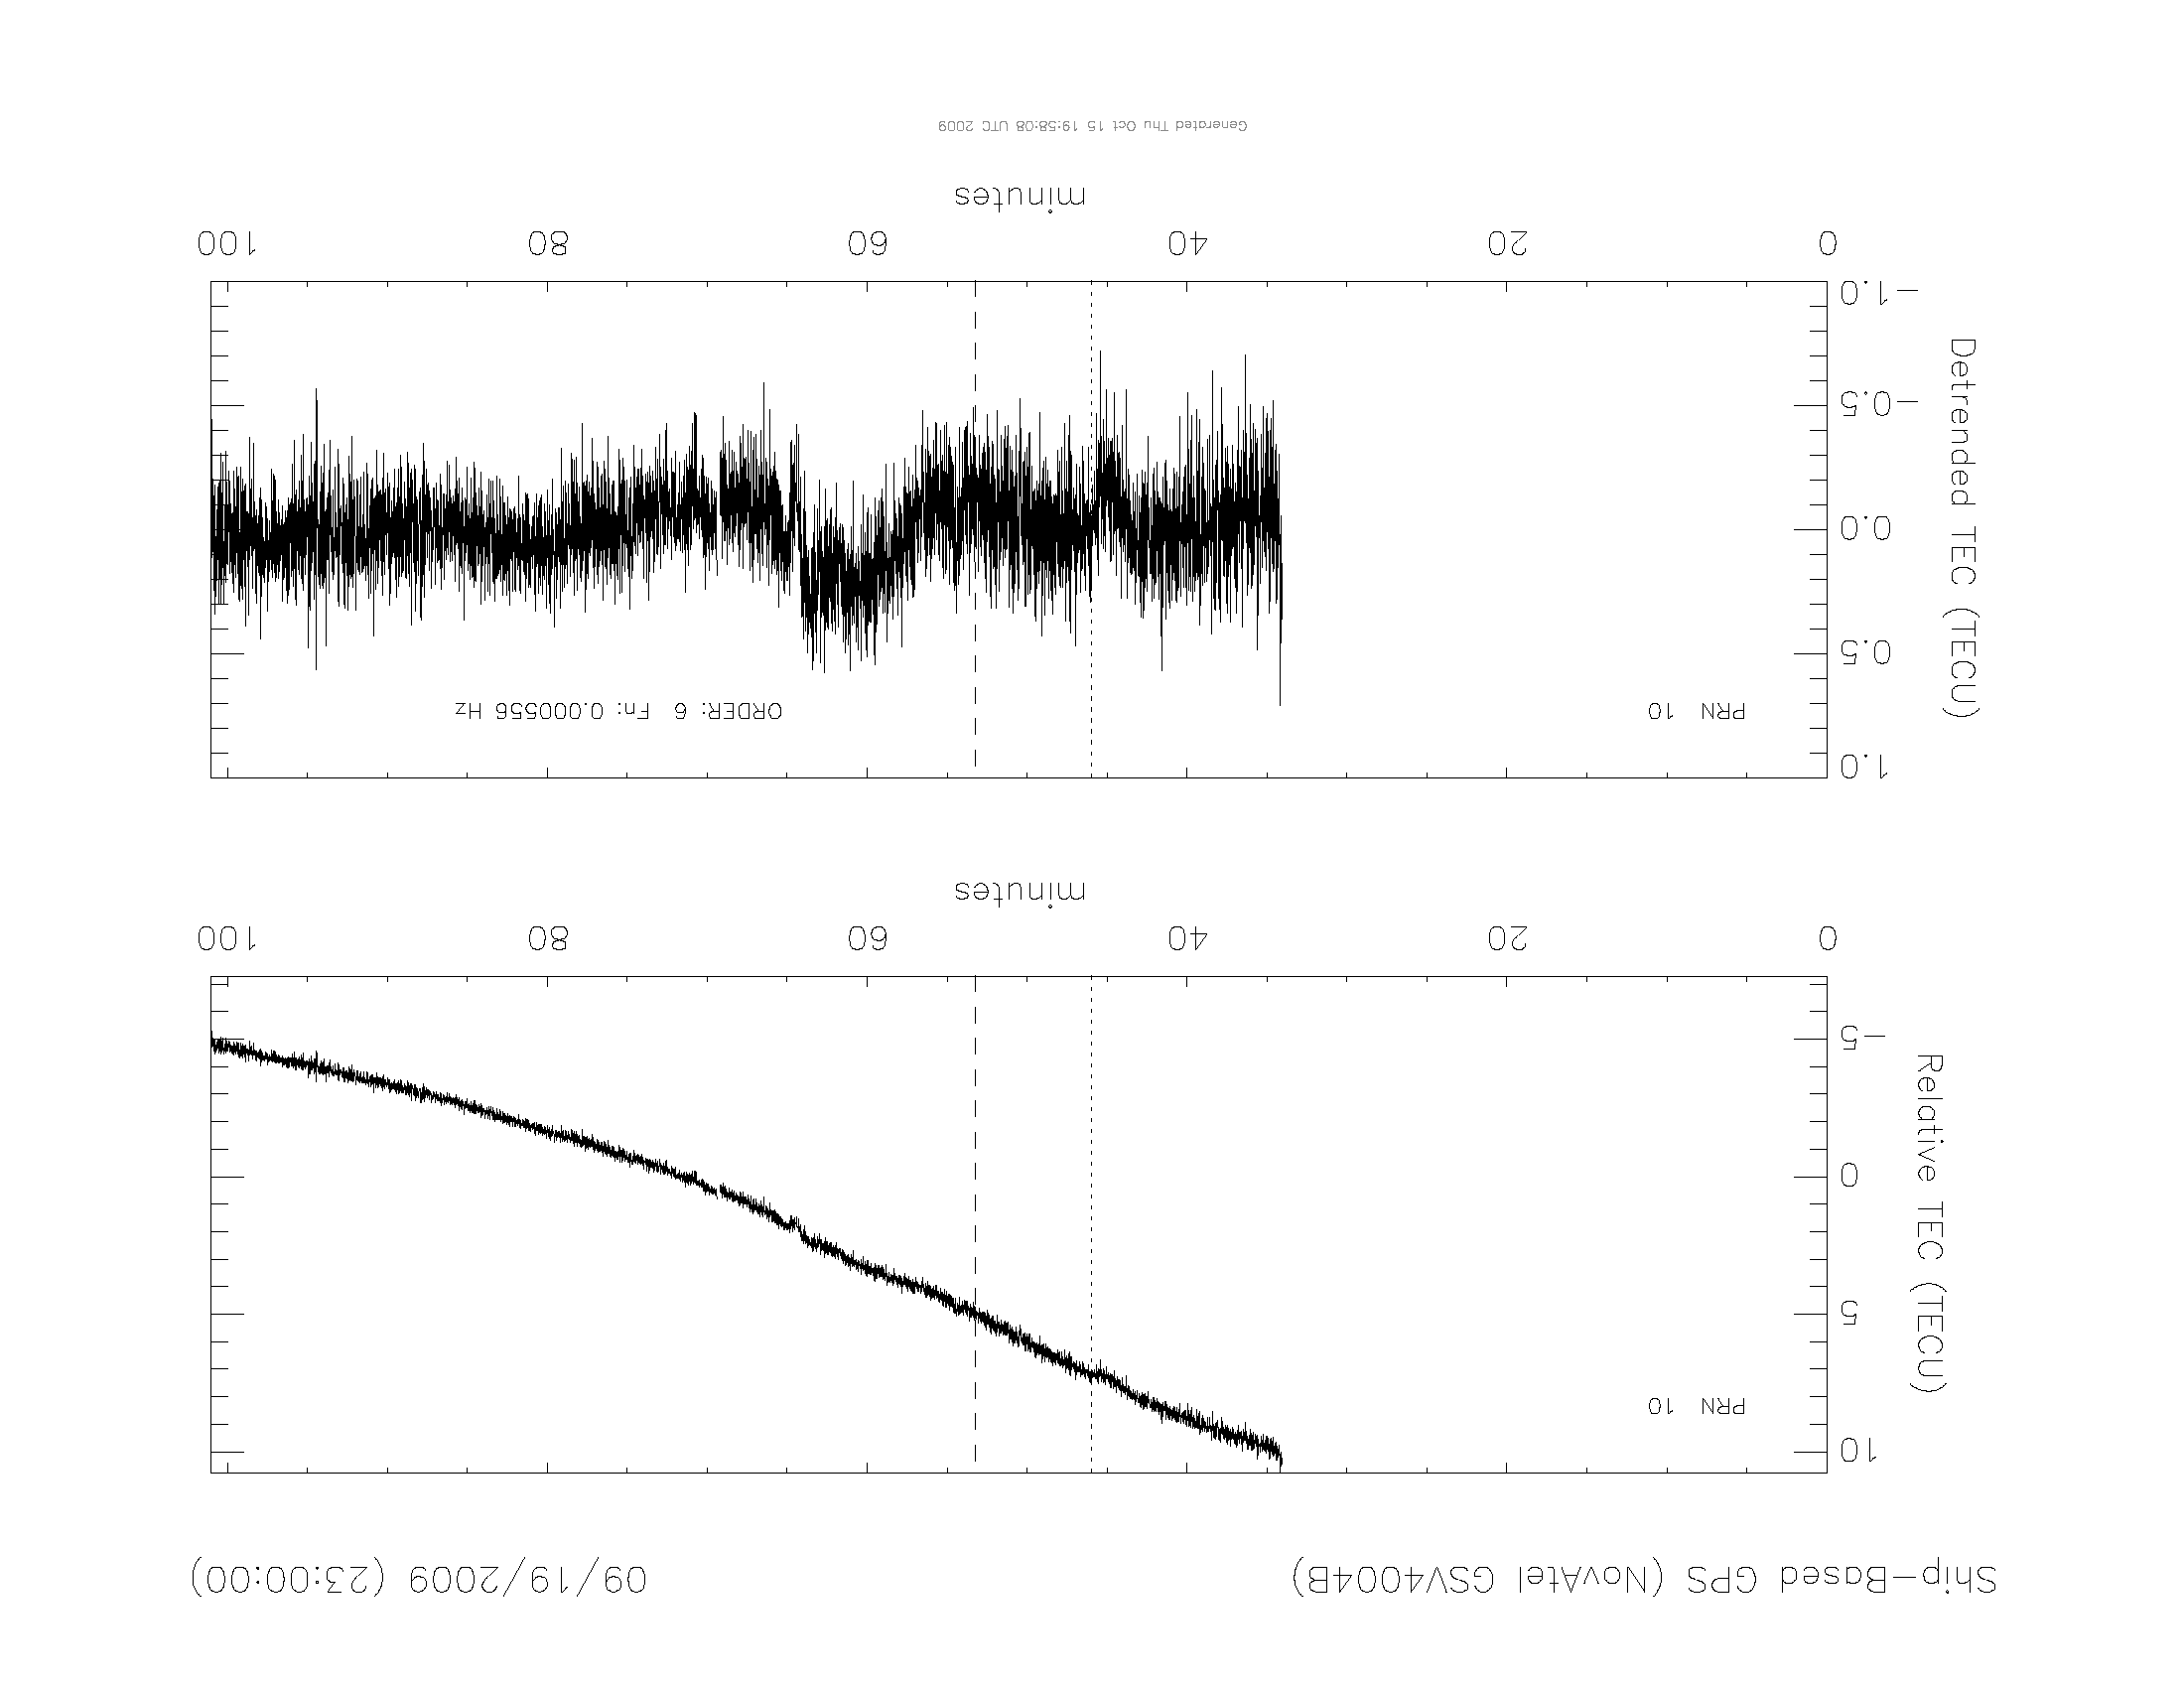 Ship-Based GPS (NovAtel GSV4004B) 09/19/2009 (23:00:00)
Relative TEC (TECU)
10
5
0
-5
PRN 10
0 20 40 60 80 100
minutes
Detrended TEC (TECU)
1.0
0.5
0.0
-0.5
-1.0
PRN 10 ORDER: 6 Fn: 0.000556 Hz
0 20 40 60 80 100
minutes
Generated Thu Oct 15 19:58:08 UTC 2009